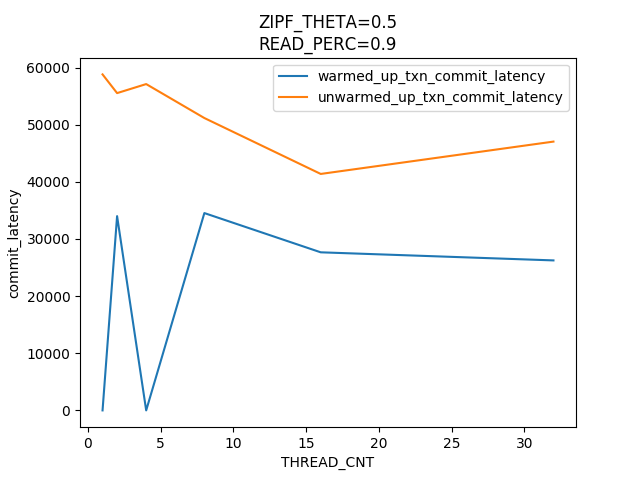 ZIPF_THETA=0.5
READ_PERC=0.9
warmed_up_txn_commit_latency
unwarmed_up_txn_commit_latency
60000
50000
40000
30000
20000
10000
0
commit_latency
0 5 10 15 20 25 30
THREAD_CNT